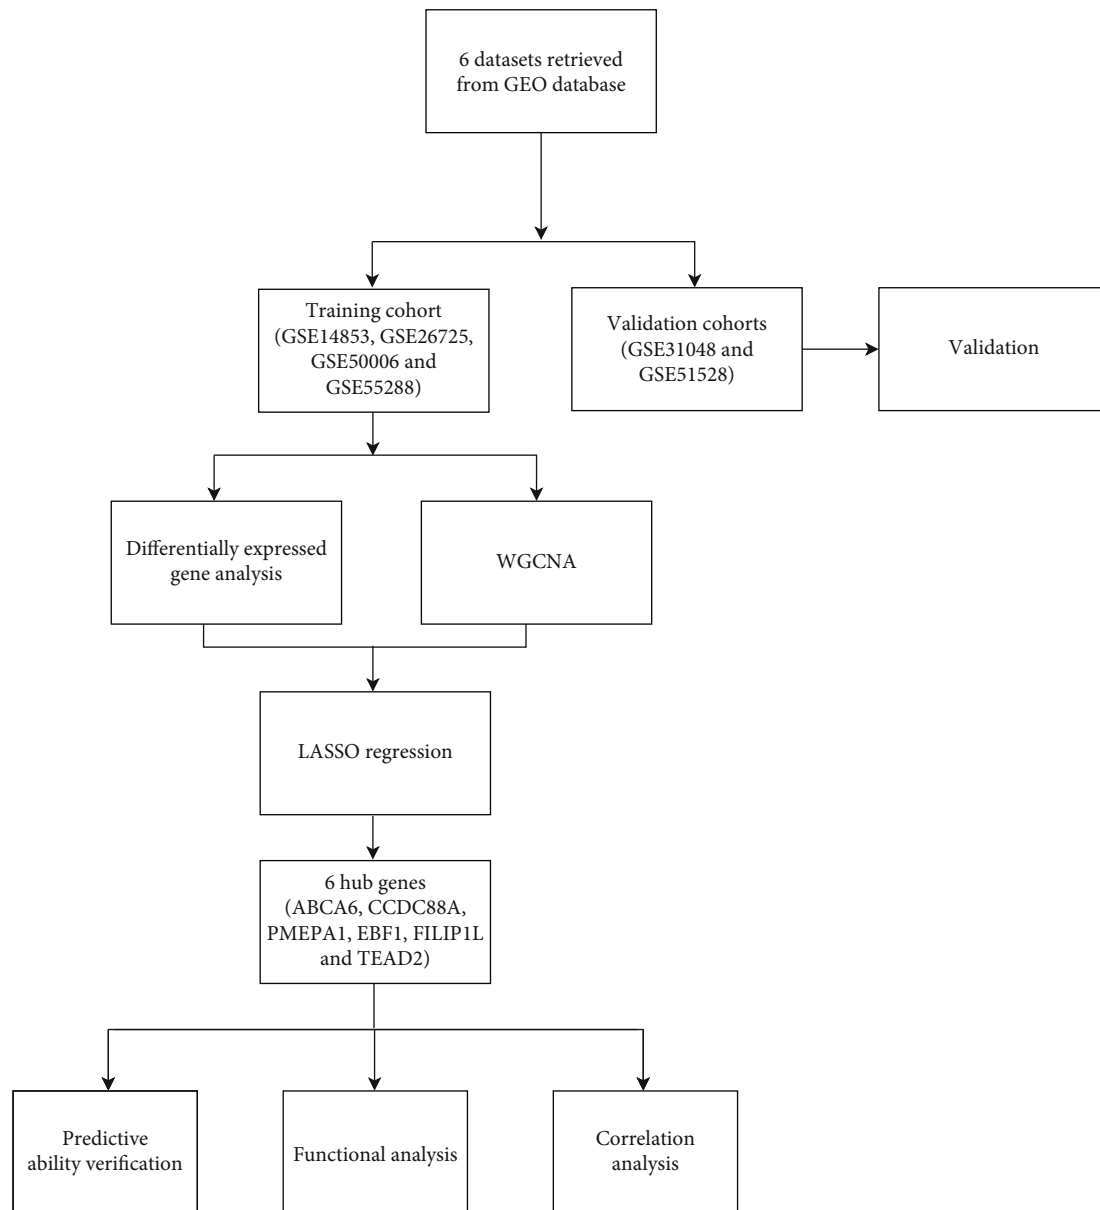 6 datasets retrieved
from GEO database
Training cohort
(GSE14853, GSE26725,
GSE50006 and
GSE55288)
Validation cohorts
(GSE31048 and
GSE51528)
Validation
Differentially expressed
gene analysis
WGCNA
LASSO regression
6 hub genes
(ABCA6, CCDC88A,
PMEPA1, EBF1, FILIP1L
and TEAD2)
Predictive
ability verification
Functional analysis
Correlation
analysis